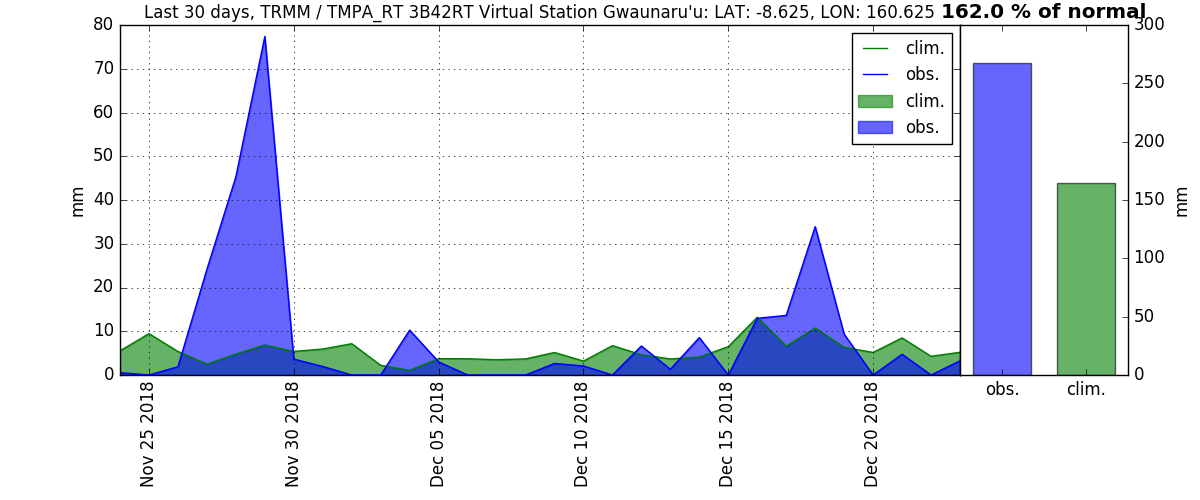 Last 30 days, TRMM / TMPA_RT 3B42RT Virtual Station Gwaunaru'u: LAT: -8.625, LON: 160.625 162.0 % of normal
80
70
60
50
40
30
20
10
0
mm
clim.
obs.
clim.
obs.
300
250
200
150
100
50
0
mm
obs.
clim.
Nov 25 2018
Nov 30 2018
Dec 05 2018
Dec 10 2018
Dec 15 2018
Dec 20 2018